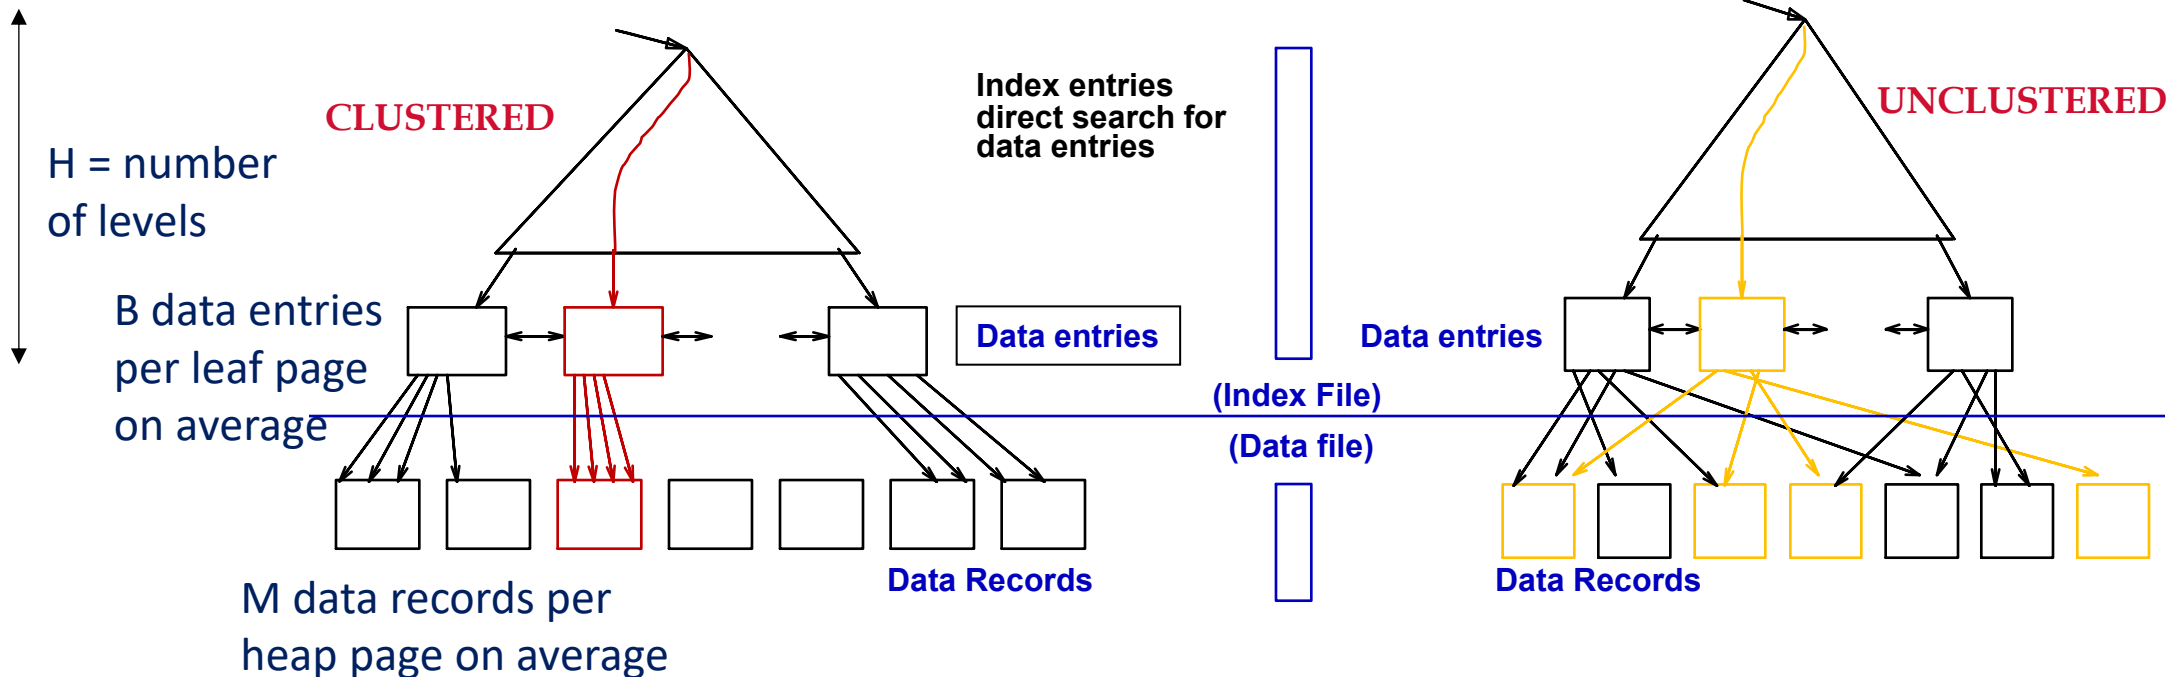 CLUSTERED
H = number
of levels
B data entries
per leaf page
on average
M data records per
heap page on average
Index entries
direct search for
data entries
Data entries
Data Records
(Index File)
(Data file)
UNCLUSTERED
Data entries
Data Records